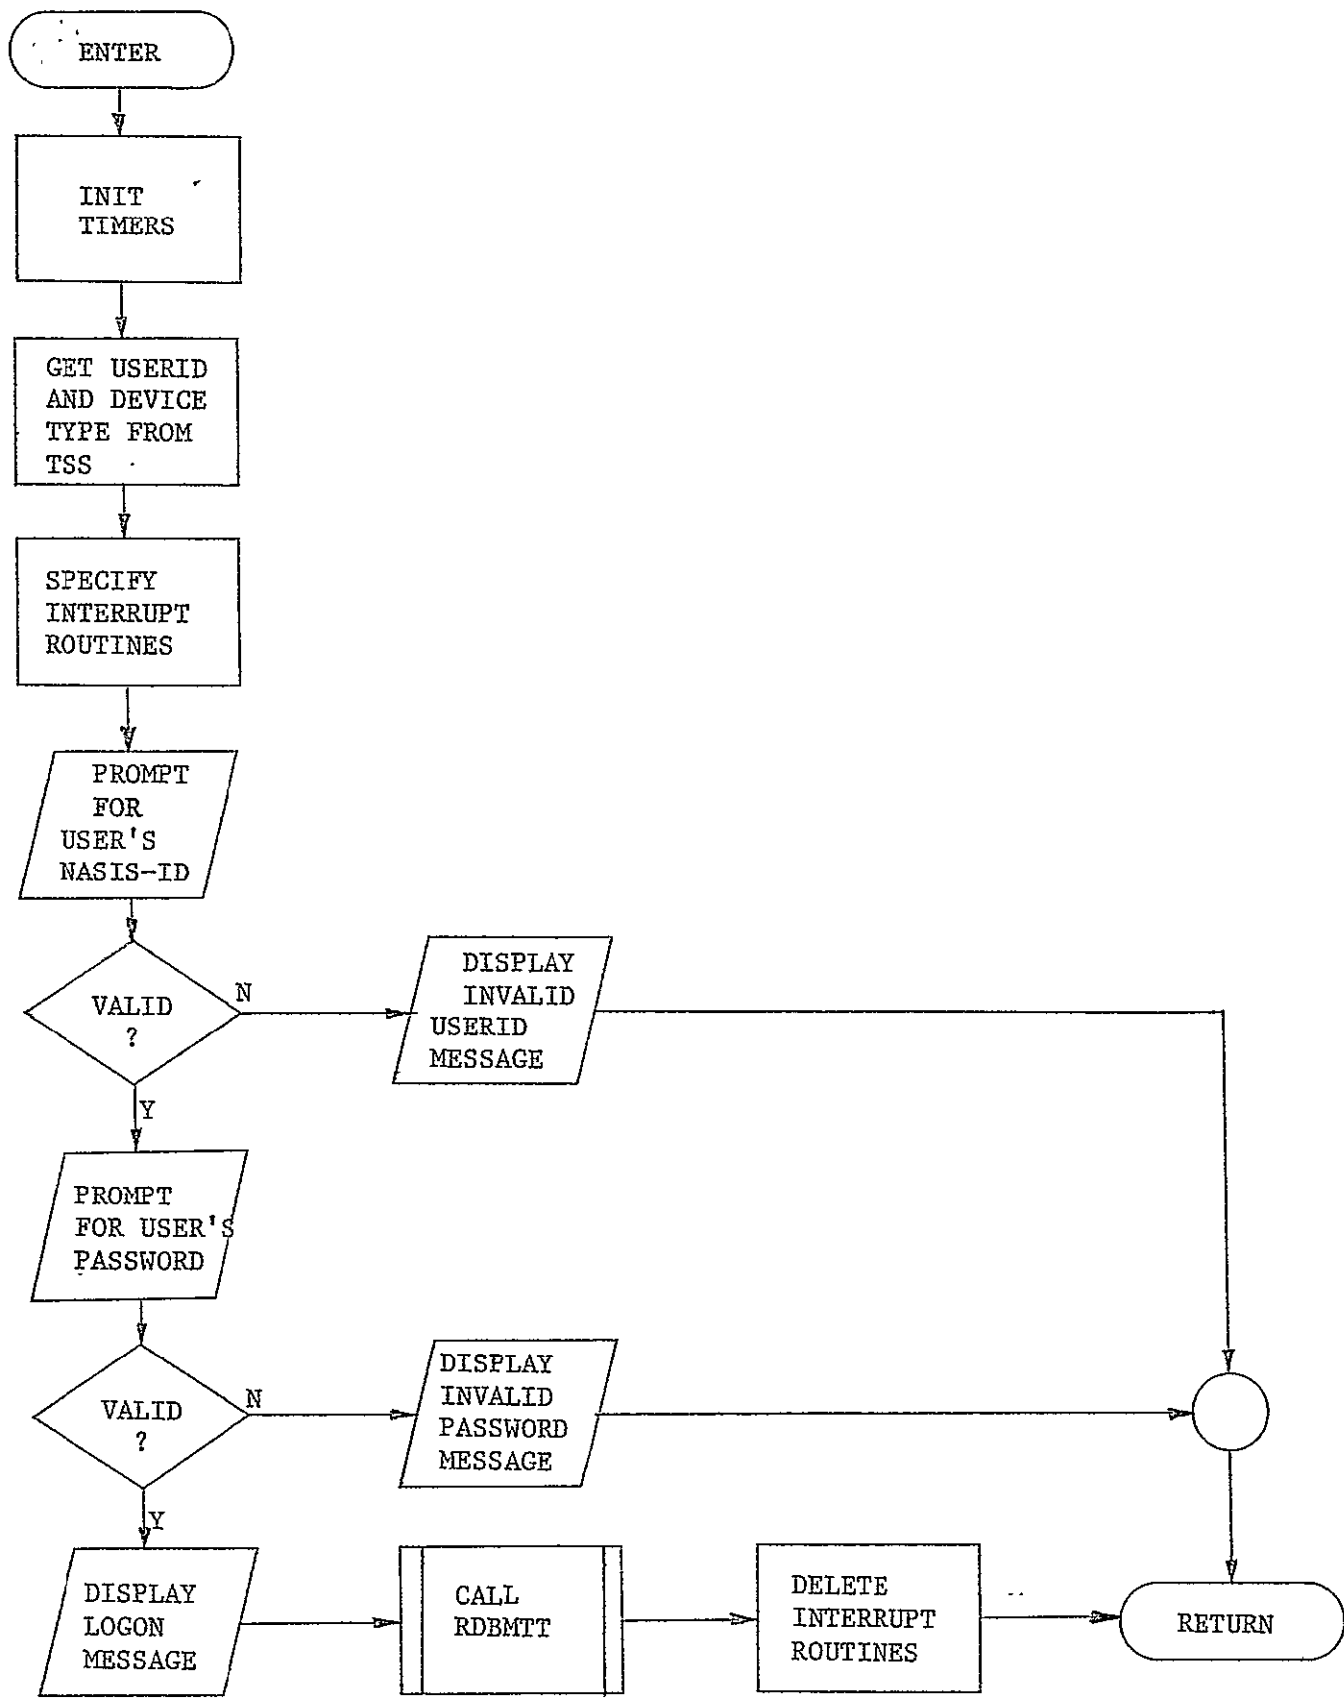 ENTER
INIT
TIMERS
GET USERID
AND DEVICE
TYPE FROM
TSS
SPECIFY
INTERRUPT
ROUTINES
PROMPT
FOR
USER'S
NASIS-ID
VALID
?
N
DISPLAY
INVALID
USERID
MESSAGE
Y
PROMPT
FOR USER'S
PASSWORD
VALID
?
N
DISPLAY
INVALID
PASSWORD
MESSAGE
Y
DISPLAY
LOGON
MESSAGE
CALL
RDBMTT
DELETE
INTERRUPT
ROUTINES
RETURN